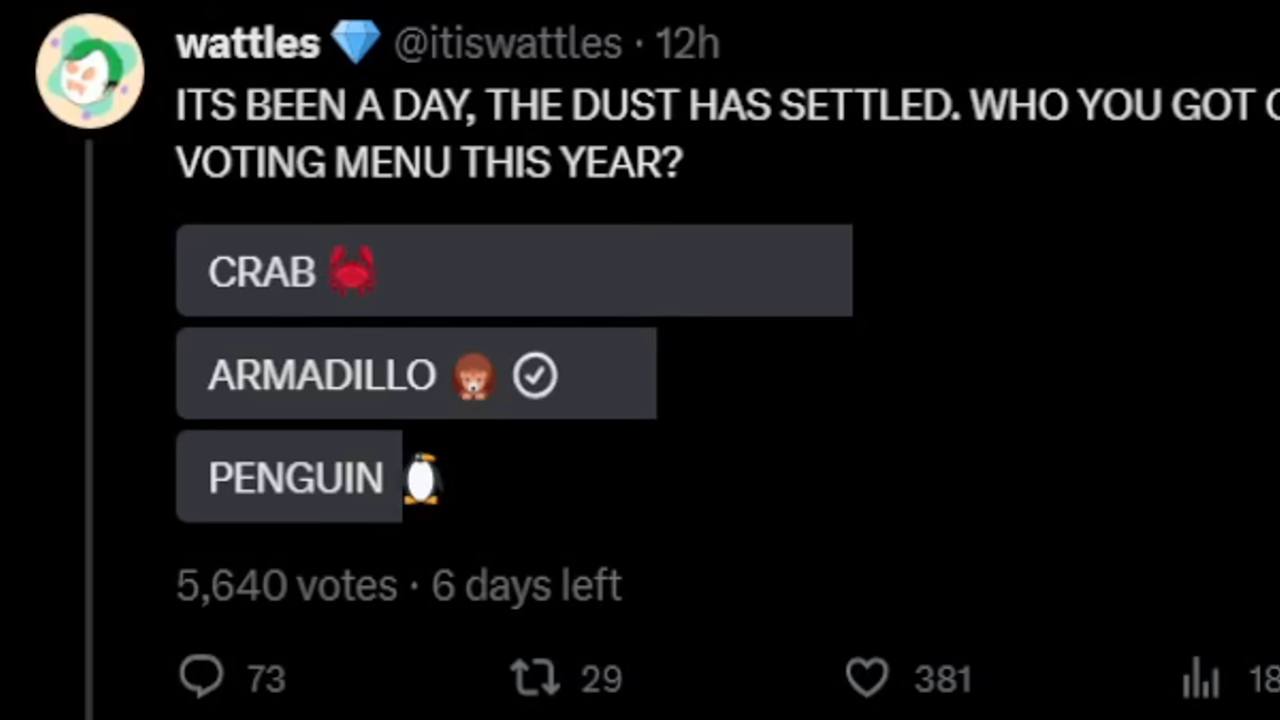 wattles 💎 @itiswattles · 12h
ITS BEEN A DAY, THE DUST HAS SETTLED. WHO YOU GOT
VOTING MENU THIS YEAR?
CRAB 🦀
ARMADILLO
PENGUIN 🐧
5,640 votes · 6 days left
73 29 381 18